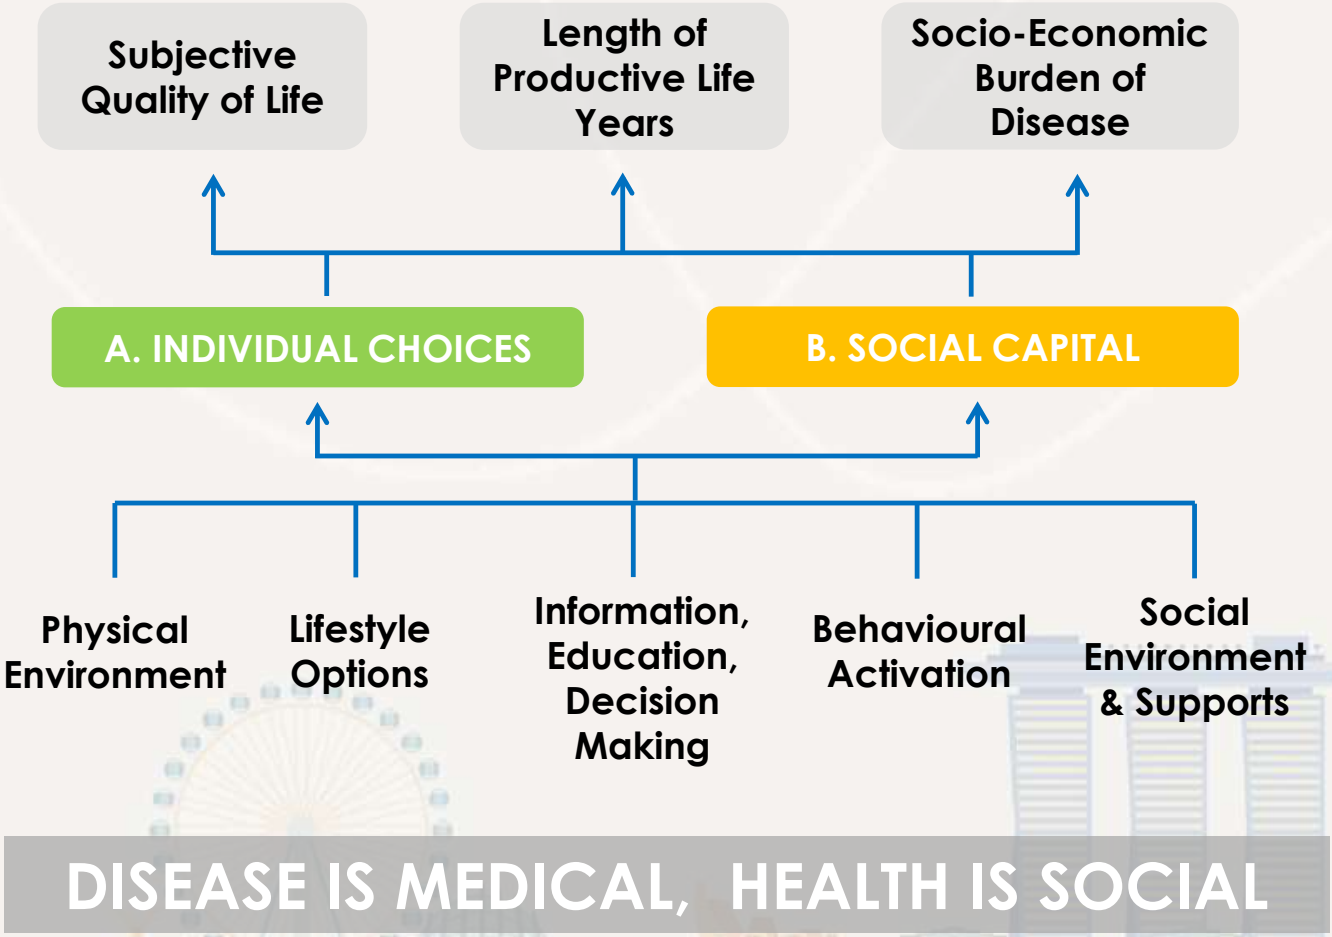 Subjective
Quality of Life
Length of
Productive Life
Years
Socio-Economic
Burden of
Disease
A. INDIVIDUAL CHOICES
B. SOCIAL CAPITAL
Physical
Environment
Lifestyle
Options
Information,
Education,
Decision
Making
Behavioural
Activation
Social
Environment
& Supports
DISEASE IS MEDICAL, HEALTH IS SOCIAL